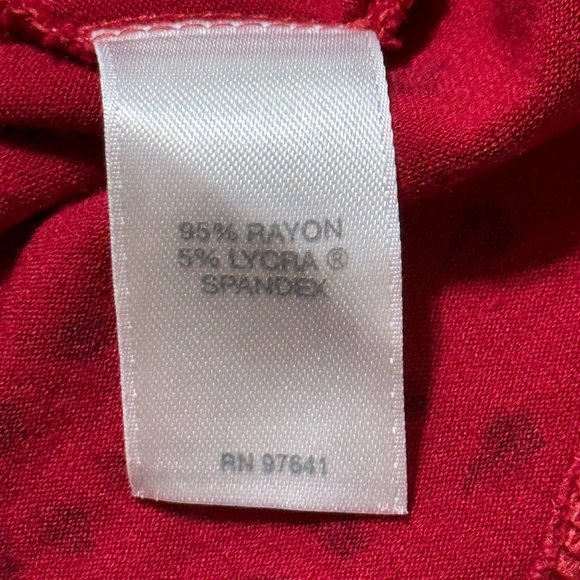 95% RAYON
5% LYCRA ®
SPANDEX
RN 97641